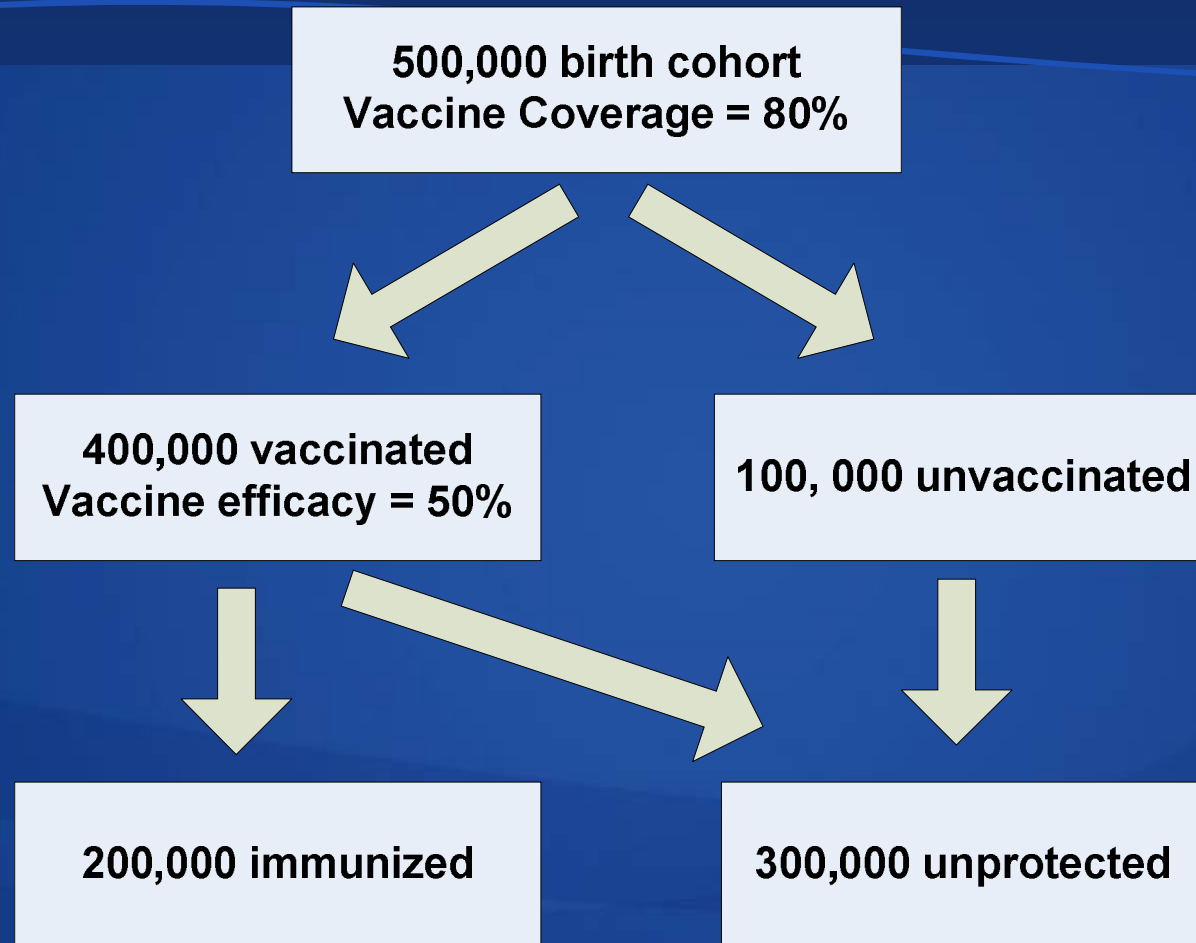 500,000 birth cohort
Vaccine Coverage = 80%
400,000 vaccinated
Vaccine efficacy = 50%
100, 000 unvaccinated
200,000 immunized
300,000 unprotected